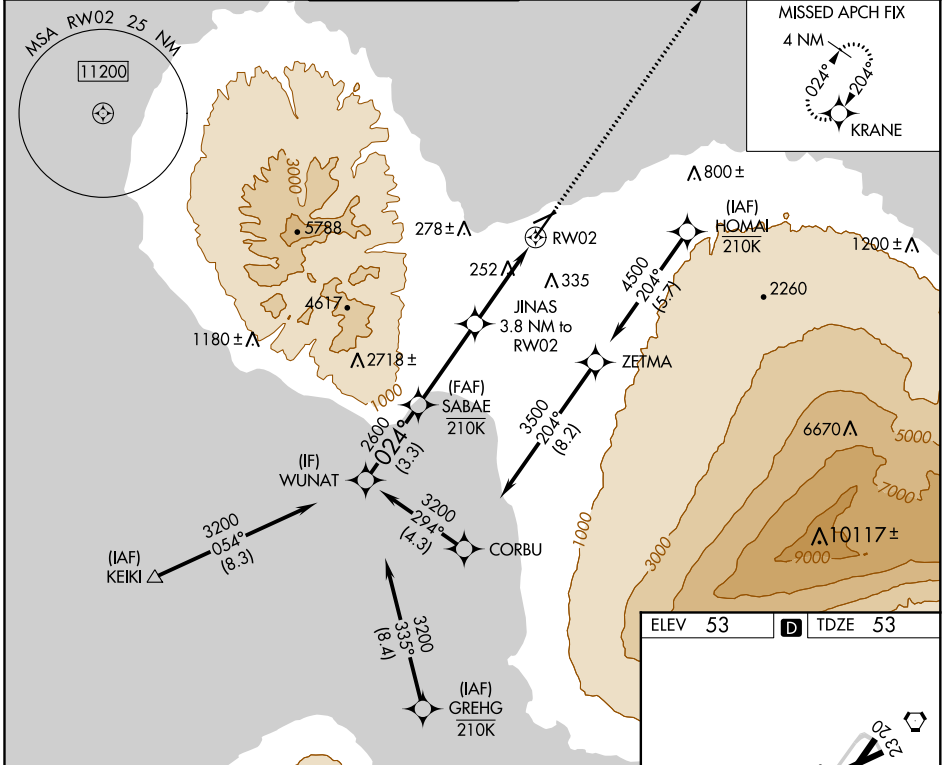 MSA RW02 25 NM
11200
MISSED APCH FIX
4 NM
024°
204°
KRANE
3000
5788
4617
1180 ±
2718 ±
1000
278 ±
252
335
800 ±
RW02
(IAF)
HOMAI
210K
1200 ±
2260
4500
204°
(5.7)
JINAS
3.8 NM to
RW02
ZETMA
3500
204°
(8.2)
(FAF)
SABAE
210K
2600
024°
(3.3)
(IF)
WUNAT
6670
5000
7000
10117 ±
9000
1000
3000
3200
294°
(4.3)
CORBU
(IAF)
KEIKI
3200
054°
(8.3)
3200
335°
(8.4)
(IAF)
GREHG
210K
ELEV 53
D
TDZE 53
23
20